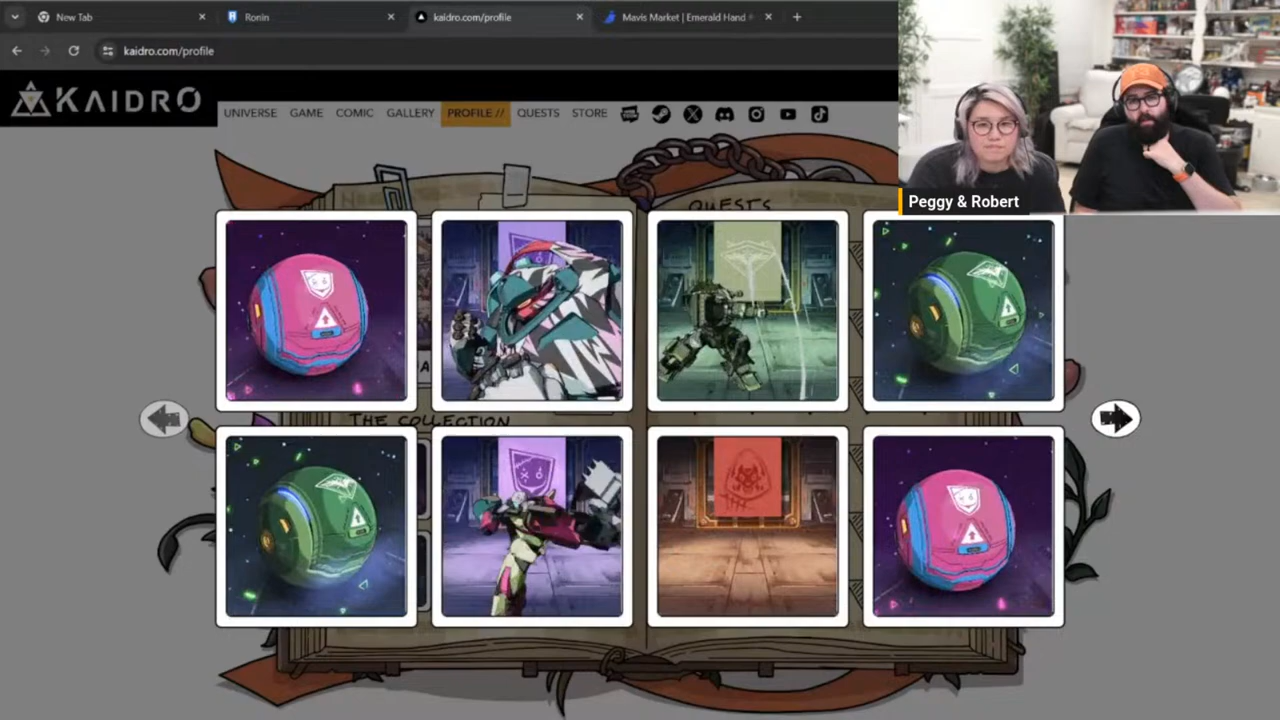 New Tab
Ronin
kaidro.com/profile
Mavis Market | Emerald Hand
kaidro.com/profile
KAIDRO
UNIVERSE GAME COMIC GALLERY PROFILE // QUESTS STORE
Peggy & Robert
QUESTS
THE COLLECTION